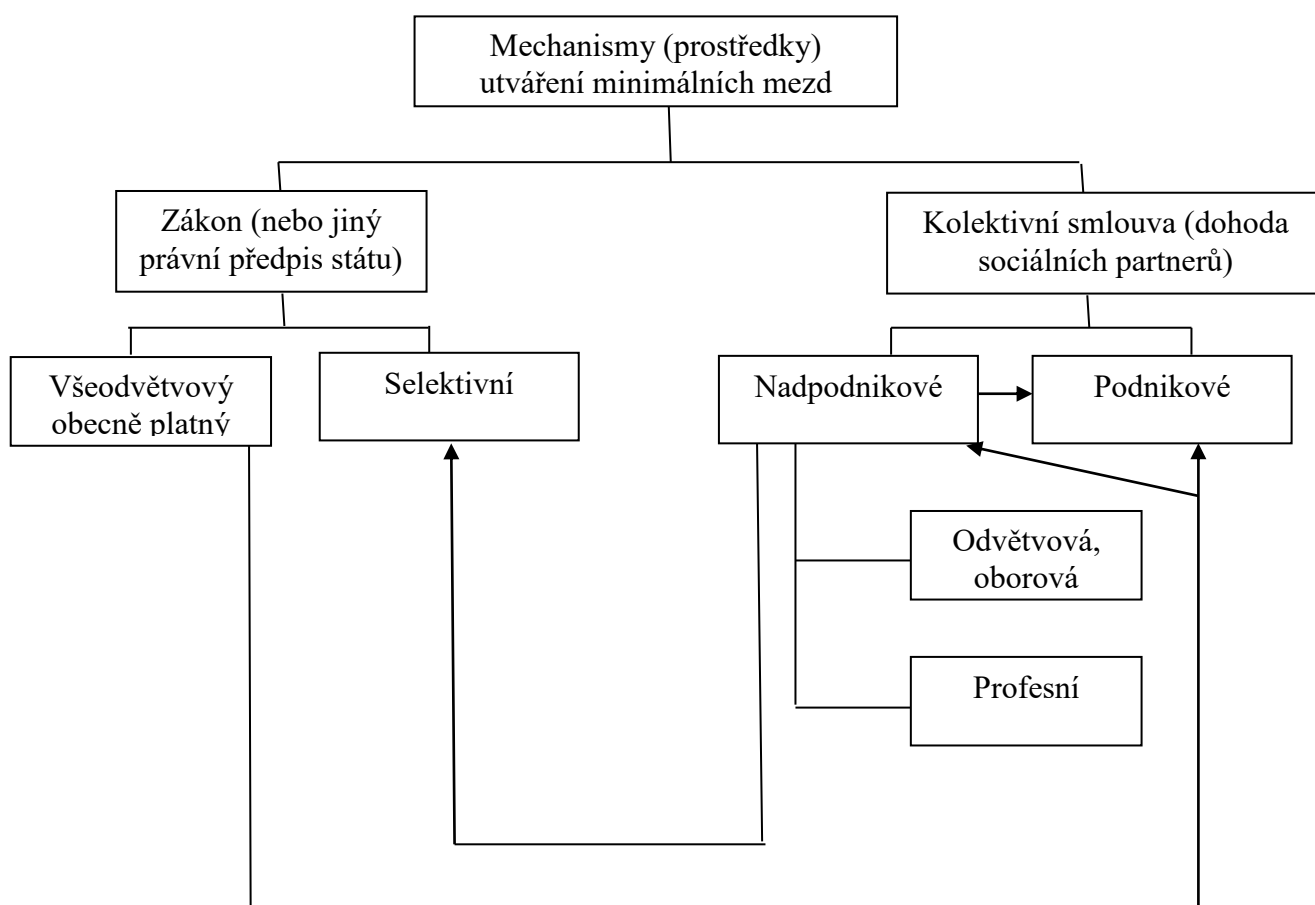 Mechanismy (prostředky)
utváření minimálních mezd
Zákon (nebo jiný
právní předpis státu)
Kolektivní smlouva (dohoda
sociálních partnerů)
Všeodvětvový
obecně platný
Selektivní
Nadpodnikové
Podnikové
Odvětvová,
oborová
Profesní